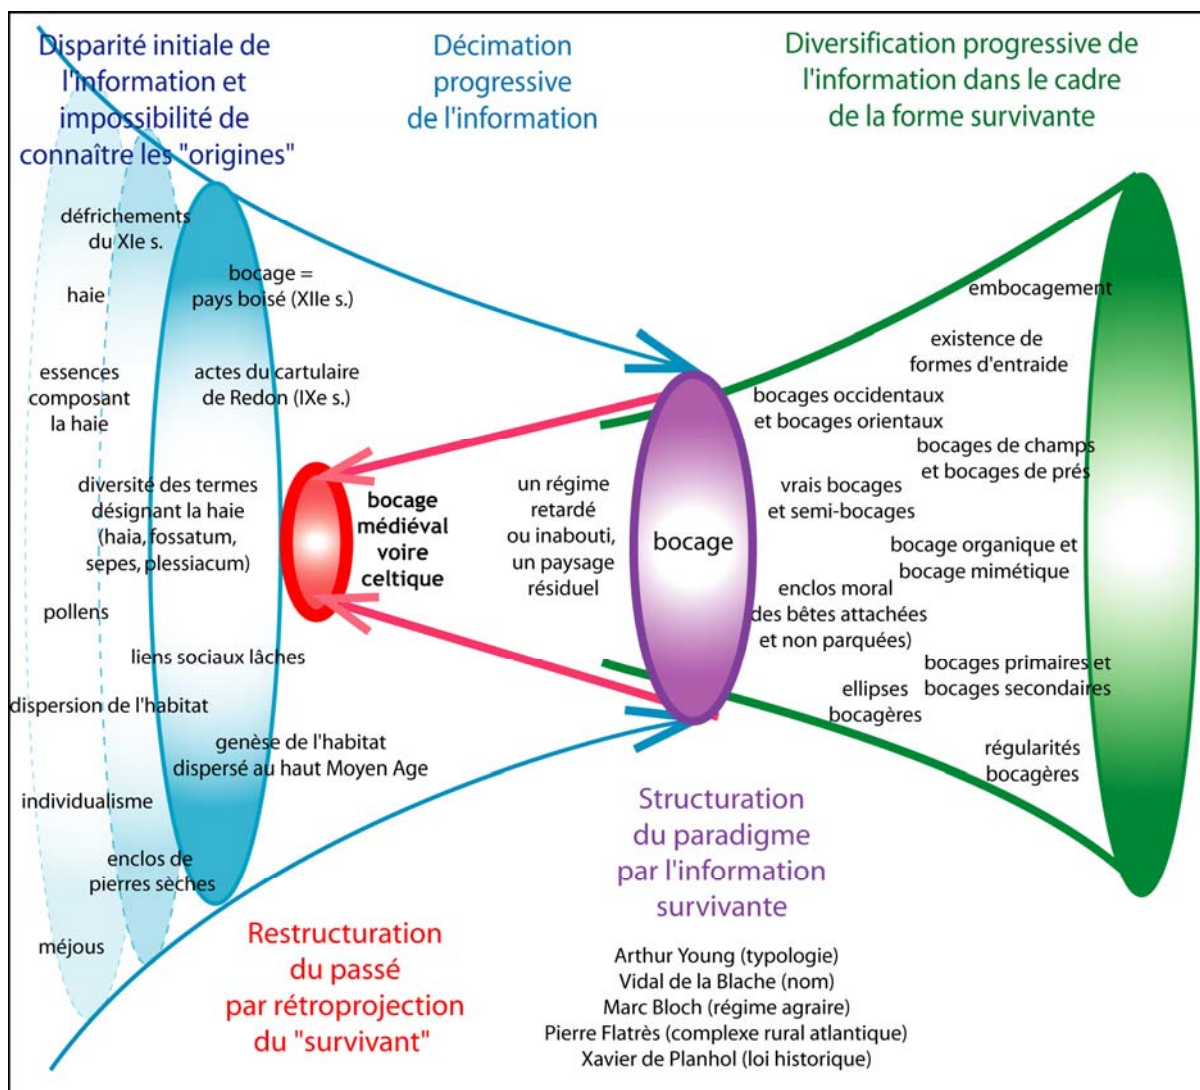 Disparité initiale de
l'information et
impossibilité de
connaître les "origines"
Décimation
progressive
de l'information
Diversification progressive de
l'information dans le cadre
de la forme survivante
défrichements
du XIe s.
haie
bocage =
pays boisé (XIIe s.)
essences
composant
la haie
actes du cartulaire
de Redon (IXe s.)
diversité des termes
désignant la haie
(haia, fossatum,
sepes, plessiacum)
pollens
liens sociaux lâches
dispersion de l'habitat
genèse de l'habitat
dispersé au haut Moyen Age
individualisme
enclos de
pierres sèches
méjous
bocage
médiéval
voire
celtique
un régime
retardé
ou inabouti,
un paysage
résiduel
bocage
embocagement
existence de
formes d'entraide
bocages occidentaux
et bocages orientaux
bocages de champs
et bocages de prés
vrais bocages
et semi-bocages
bocage organique et
bocage mimétique
enclos moral
des bêtes attachées
et non parquées)
bocages primaires et
bocages secondaires
ellipses
bocagères
régularités
bocagères
Restructuration
du passé
par rétroprojection
du "survivant"
Structuration
du paradigme
par l'information
survivante
Arthur Young (typologie)
Vidal de la Blache (nom)
Marc Bloch (régime agraire)
Pierre Flatrès (complexe rural atlantique)
Xavier de Planhol (loi historique)